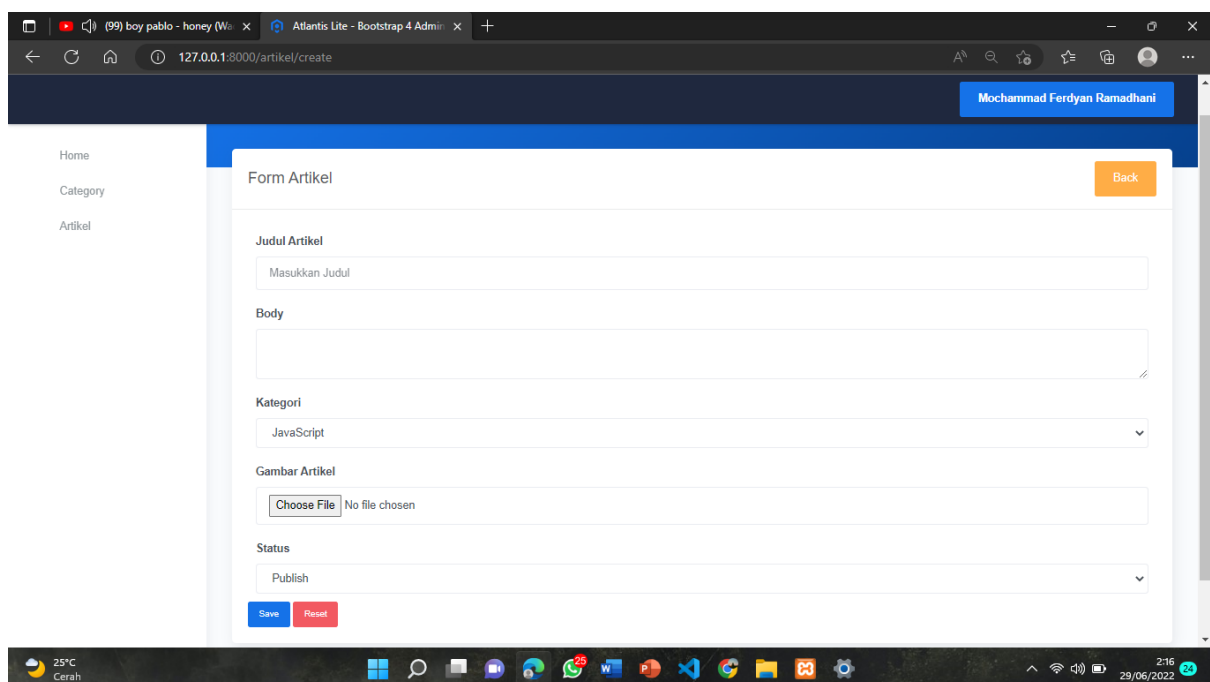 (99) boy pablo - honey (Wa
Atlantis Lite - Bootstrap 4 Admin
127.0.0.1:8000/artikel/create
Mochammad Ferdyan Ramadhani
Home
Category
Artikel
Form Artikel
Back
Judul Artikel
Masukkan Judul
Body
Kategori
JavaScript
Gambar Artikel
Choose File No file chosen
Status
Publish
Save Reset
25°C
Cerah
25
2:16
29/06/2022
24